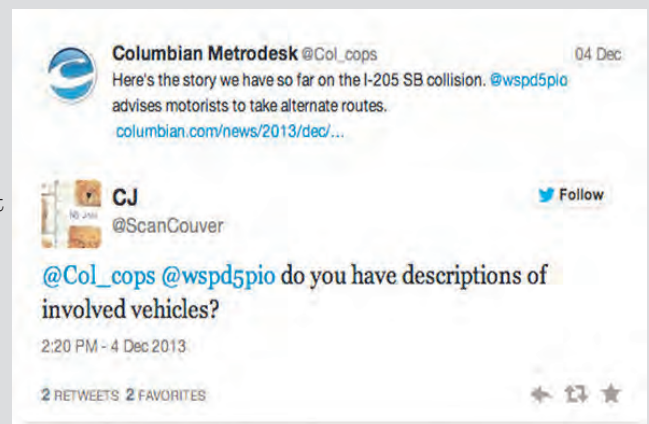 Columbian Metrodesk @Col_cops 04 Dec
Here's the story we have so far on the I-205 SB collision. @wspd5pio
advises motorists to take alternate routes.
columbian.com/news/2013/dec/...
CJ Follow
@ScanCouver
@Col_cops @wspd5pio do you have descriptions of
involved vehicles?
2:20 PM - 4 Dec 2013
2 RETWEETS 2 FAVORITES